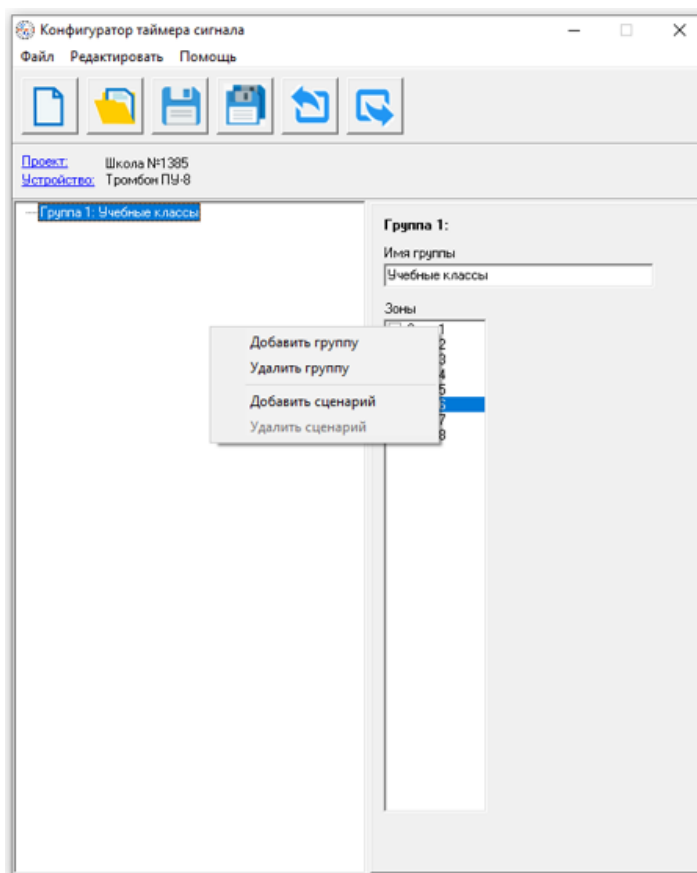 Конфигуратор таймера сигнала
Файл Редактировать Помощь
Проект: Школа №1385
Устройство: Тромбон ПУ-8
Группа 1: Учебные классы
Группа 1:
Имя группы
Учебные классы
Зоны
1
2
3
4
5
6
7
8
Добавить группу
Удалить группу
Добавить сценарий
Удалить сценарий